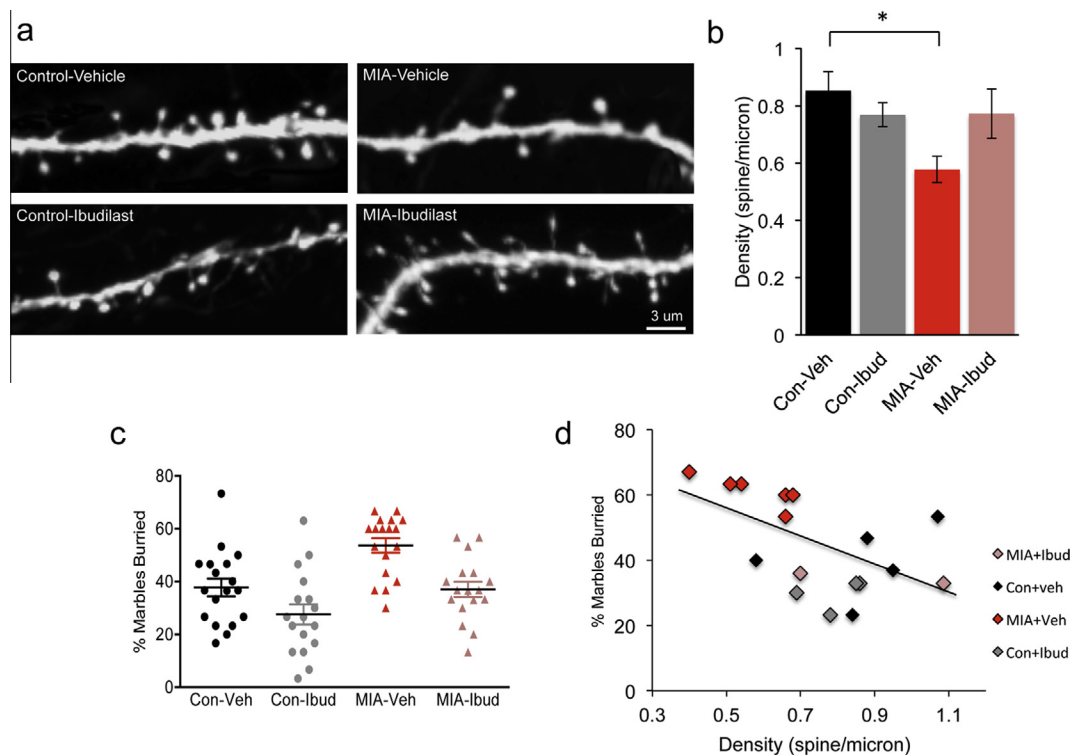 a
Control-Vehicle
MIA-Vehicle
Control-Ibudilast
MIA-Ibudilast
3 um
b
*
Density (spine/micron)
1
0.8
0.6
0.4
0.2
0
Con-Veh
Con-Ibud
MIA-Veh
MIA-Ibud
c
% Marbles Burried
80
60
40
20
0
Con-Veh
Con-Ibud
MIA-Veh
MIA-Ibud
d
% Marbles Burried
80
60
40
20
0
0.3
0.5
0.7
0.9
1.1
Density (spine/micron)
MIA+Ibud
Con+veh
MIA+Veh
Con+Ibud